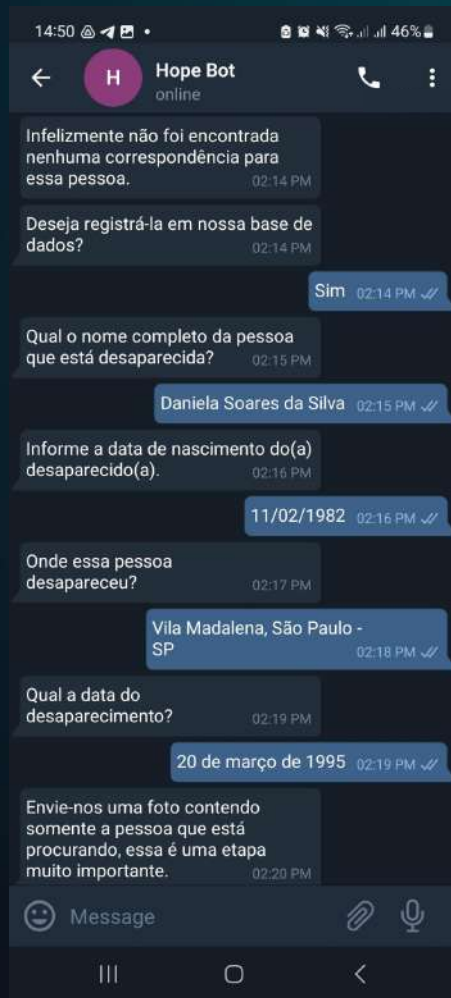 14:50
46%
H
Hope Bot
online
Infelizmente não foi encontrada
nenhuma correspondência para
essa pessoa.
02:14 PM
Deseja registrá-la em nossa base de
dados?
02:14 PM
Sim 02:14 PM
Qual o nome completo da pessoa
que está desaparecida?
02:15 PM
Daniela Soares da Silva 02:15 PM
Informe a data de nascimento do(a)
desaparecido(a).
02:16 PM
11/02/1982 02:16 PM
Onde essa pessoa
desapareceu?
02:17 PM
Vila Madalena, São Paulo -
SP
02:18 PM
Qual a data do
desaparecimento?
02:19 PM
20 de março de 1995 02:19 PM
Envie-nos uma foto contendo
somente a pessoa que está
procurando, essa é uma etapa
muito importante.
02:20 PM
Message